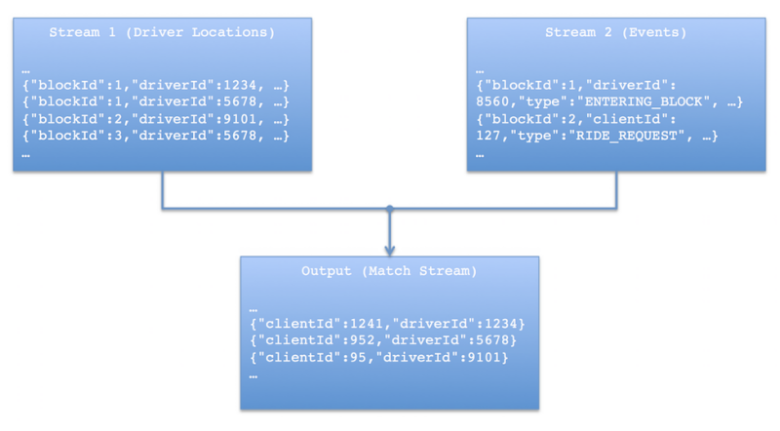 Stream 1 (Driver Locations)
…
{"blockId":1,"driverId":1234, …}
{"blockId":1,"driverId":5678, …}
{"blockId":2,"driverId":9101, …}
{"blockId":3,"driverId":5678, …}
…
Stream 2 (Events)
…
{"blockId":1,"driverId":
8560,"type":"ENTERING_BLOCK", …}
{"blockId":2,"clientId":
127,"type":"RIDE_REQUEST", …}
…
Output (Match Stream)
…
{"clientId":1241,"driverId":1234}
{"clientId":952,"driverId":5678}
{"clientId":95,"driverId":9101}
…